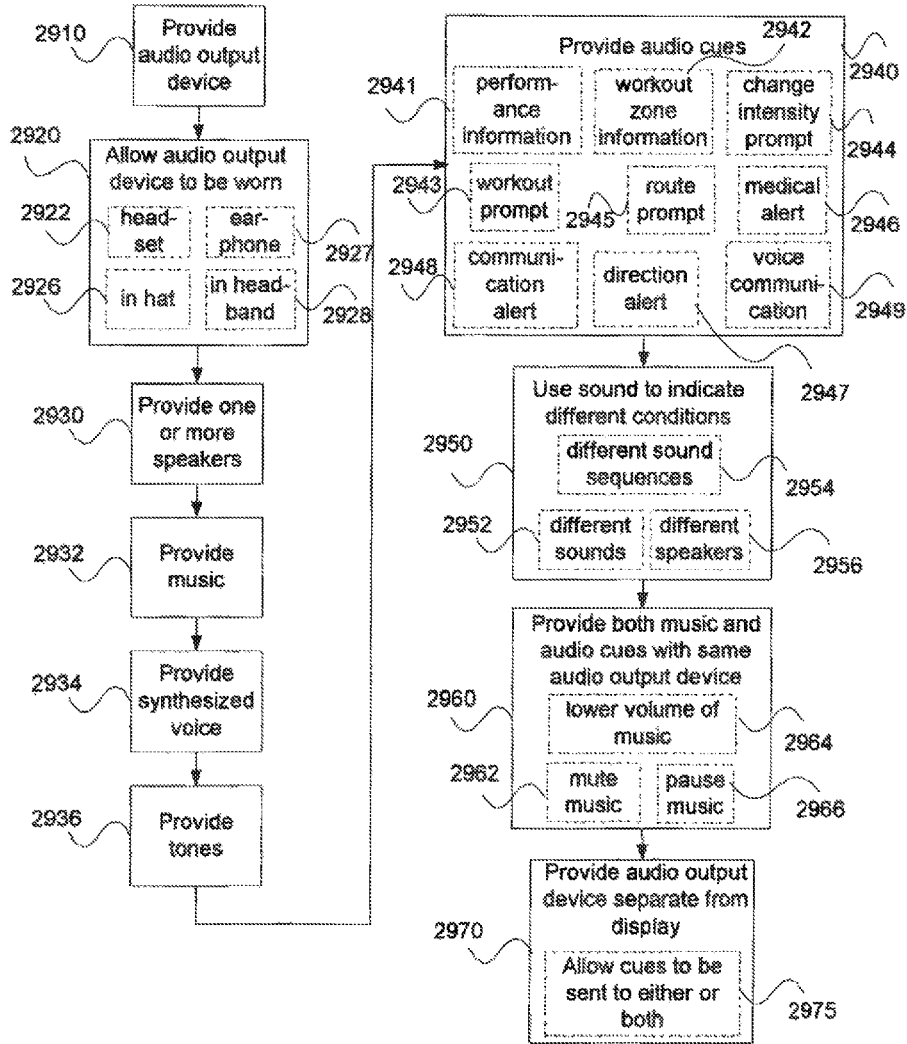 2910
Provide
audio output
device
2920
Allow audio output
device to be worn
2922
head-
set
ear-
phone
2927
2926
in hat
in head-
band
2928
2930
Provide one
or more
speakers
2932
Provide
music
2934
Provide
synthesized
voice
2936
Provide
tones
2942
Provide audio cues
2940
2941
perform-
ance
information
workout
zone
information
change
intensity
prompt
2944
2943
workout
prompt
2945
route
prompt
medical
alert
2946
2948
communi-
cation
alert
direction
alert
voice
communi-
cation
2949
2947
Use sound to indicate
different conditions
2950
different sound
sequences
2954
2952
different
sounds
different
speakers
2956
Provide both music and
audio cues with same
audio output device
2960
lower volume of
music
2964
2962
mute
music
pause
music
2966
Provide audio output
device separate from
display
2970
Allow cues to be
sent to either or
both
2975